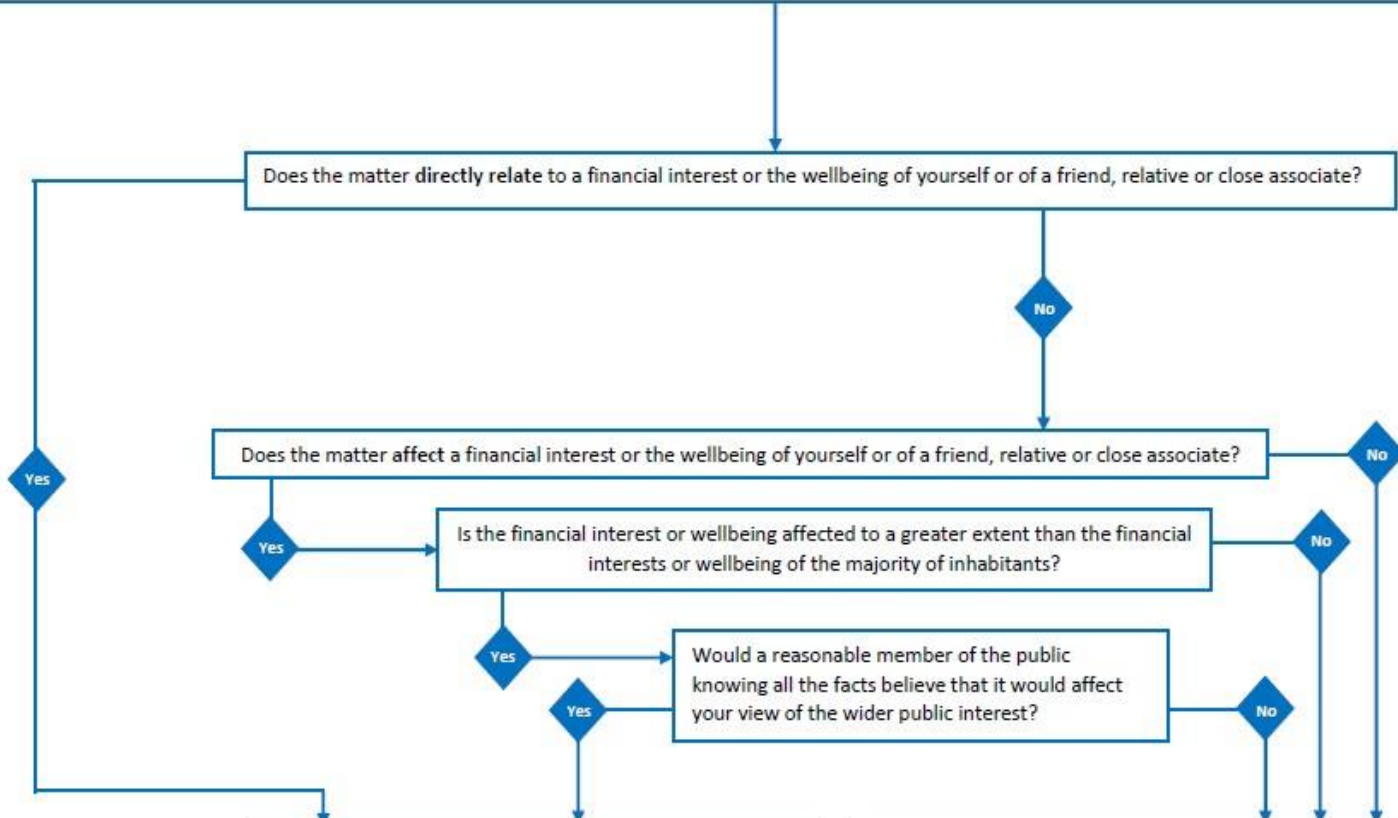 Does the matter directly relate to a financial interest or the wellbeing of yourself or of a friend, relative or close associate?
No
Does the matter affect a financial interest or the wellbeing of yourself or of a friend, relative or close associate?
No
Yes
Yes
Is the financial interest or wellbeing affected to a greater extent than the financial
interests or wellbeing of the majority of inhabitants?
No
Yes
Would a reasonable member of the public
knowing all the facts believe that it would affect
your view of the wider public interest?
Yes
No